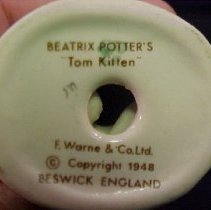 BEATRIX POTTER'S
"Tom Kitten"
F. Warne & Co. Ltd.
© Copyright 1948
BESWICK ENGLAND